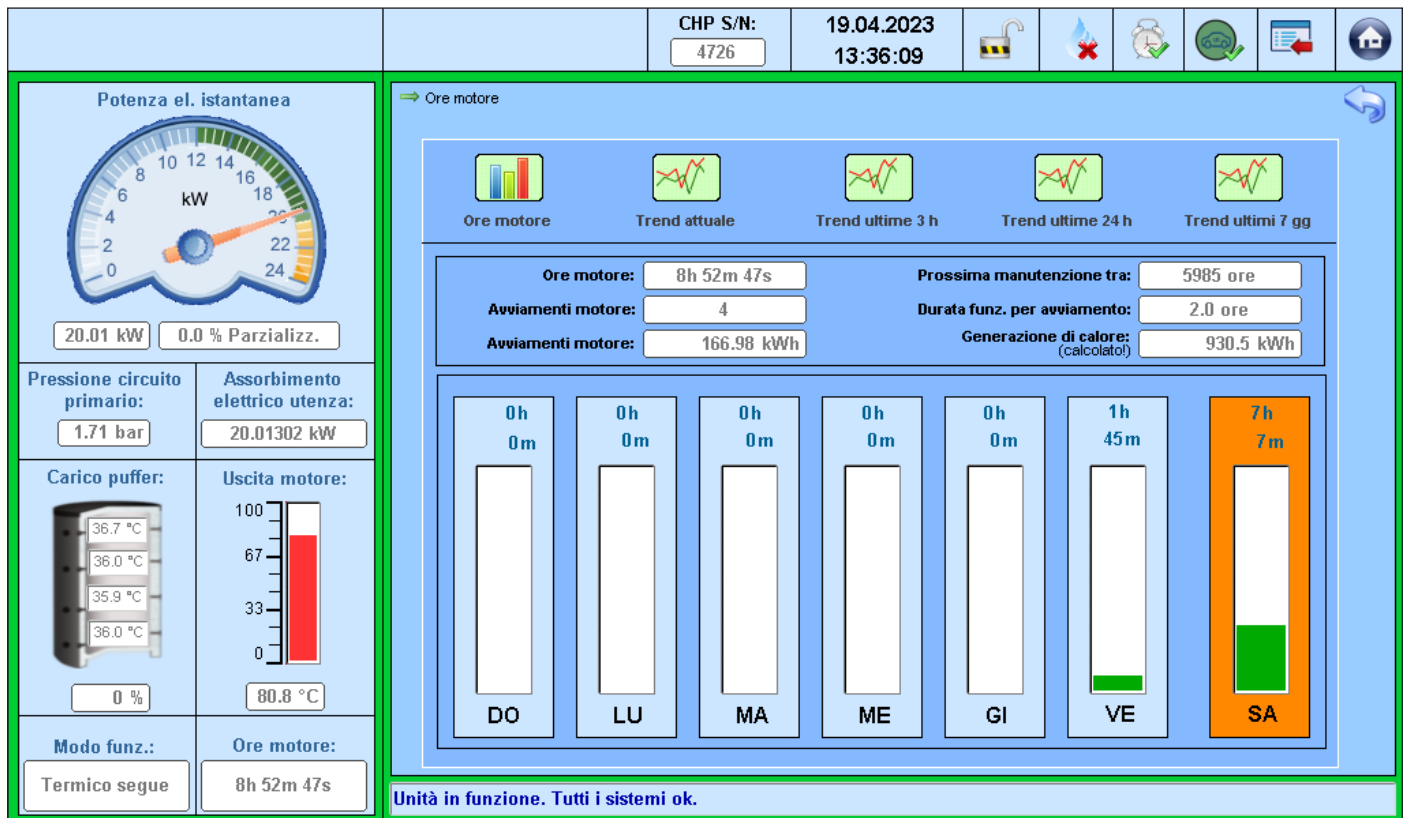 CHP S/N:
4726
19.04.2023
13:36:09
Potenza el. istantanea
0
2
4
6
8
10
12
14
16
18
20
22
24
kW
20.01 kW
0.0 % Parzializz.
Pressione circuito
primario:
1.71 bar
Assorbimento
elettrico utenza:
20.01302 kW
Carico puffer:
36.7 °C
36.0 °C
35.9 °C
36.0 °C
0 %
Uscita motore:
100
67
33
0
80.8 °C
Modo funz.:
Termico segue
Ore motore:
8h 52m 47s
Ore motore
Ore motore
Trend attuale
Trend ultime 3 h
Trend ultime 24 h
Trend ultimi 7 gg
Ore motore: 8h 52m 47s
Prossima manutenzione tra: 5985 ore
Avviamenti motore: 4
Durata funz. per avviamento: 2.0 ore
Avviamenti motore: 166.98 kWh
Generazione di calore: 930.5 kWh
(calcolato!)
0h 0h 0h 0h 0h 1h 7h
0m 0m 0m 0m 0m 45m 7m
DO LU MA ME GI VE SA
Unità in funzione. Tutti i sistemi ok.